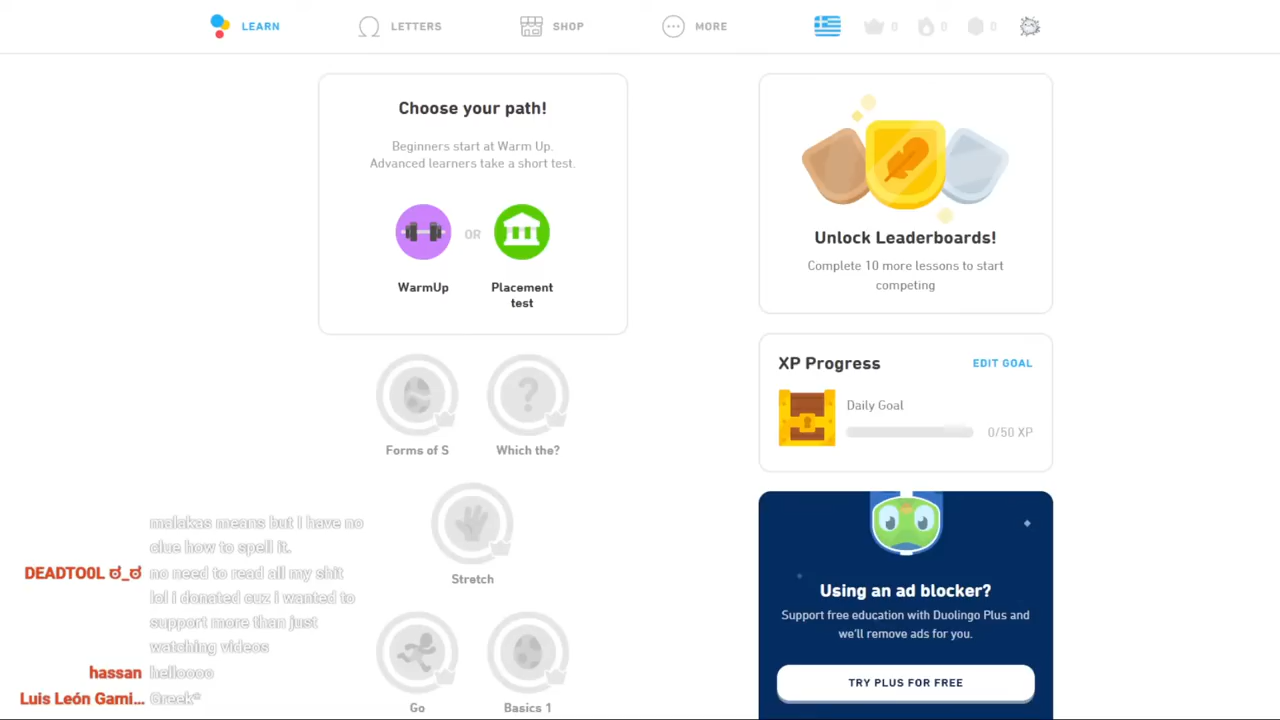 LEARN
LETTERS
SHOP
MORE
0
0
0
Choose your path!
Beginners start at Warm Up.
Advanced learners take a short test.
OR
WarmUp
Placement
test
Forms of S
Which the?
Stretch
Go
Basics 1
Unlock Leaderboards!
Complete 10 more lessons to start
competing
XP Progress
EDIT GOAL
Daily Goal
0/50 XP
Using an ad blocker?
Support free education with Duolingo Plus and
we'll remove ads for you.
TRY PLUS FOR FREE
malakas means but I have no
clue how to spell it.
DEADTO0L ಠ_ಠ no need to read all my shit
lol i donated cuz i wanted to
support more than just
watching videos
hassan helloooo
Luis León Gami... Greek*